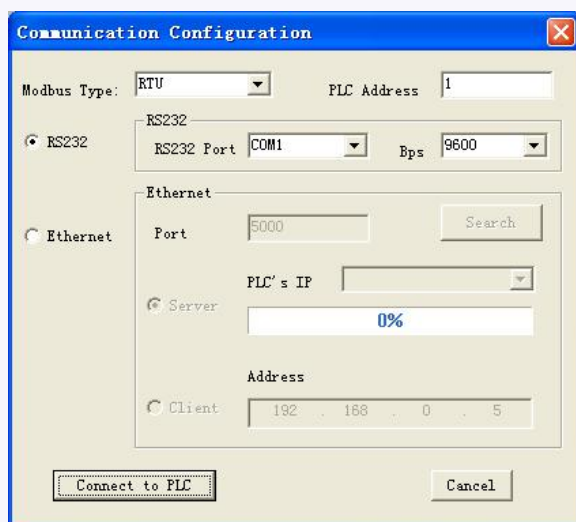 Communication Configuration
Modbus Type: RTU PLC Address 1
RS232
RS232 RS232 Port COM1 Bps 9600
Ethernet
Ethernet Port 5000 Search
PLC's IP
Server
0%
Address
Client 192 . 168 . 0 . 5
Connect to PLC Cancel